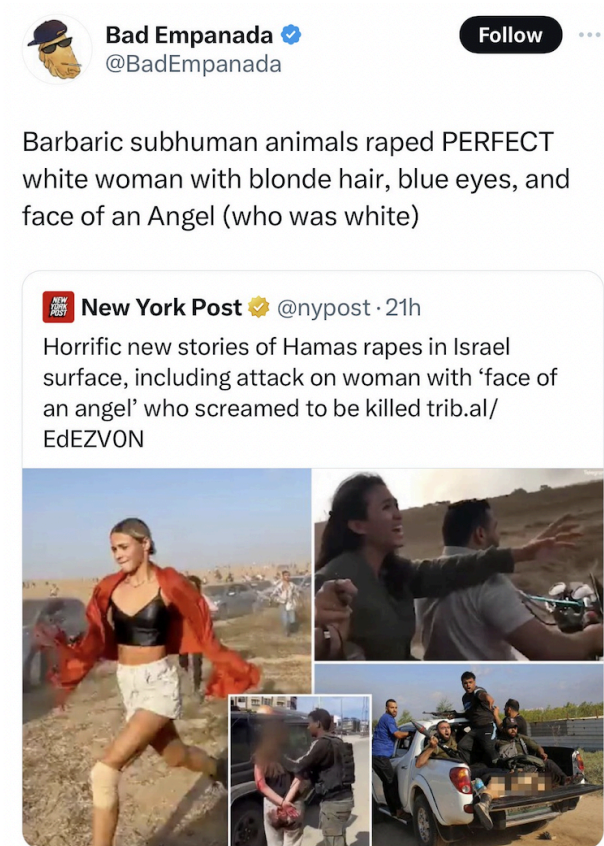 Bad Empanada
@BadEmpanada
Follow
Barbaric subhuman animals raped PERFECT
white woman with blonde hair, blue eyes, and
face of an Angel (who was white)
NEW
YORK
POST
New York Post @nypost · 21h
Horrific new stories of Hamas rapes in Israel
surface, including attack on woman with ‘face of
an angel’ who screamed to be killed trib.al/
EdEZV0N